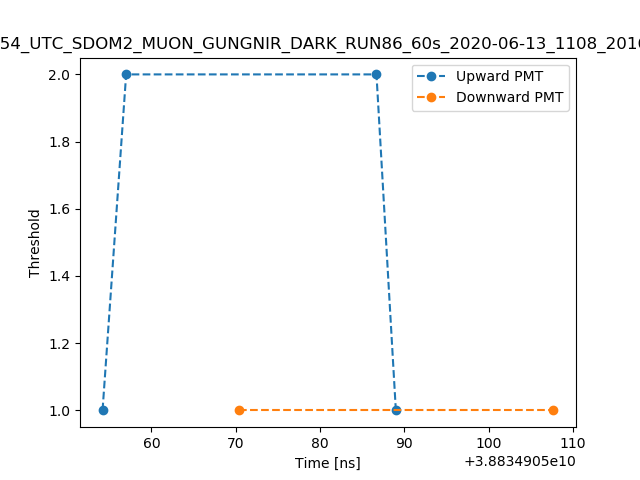 54_UTC_SDOM2_MUON_GUNGNIR_DARK_RUN86_60s_2020-06-13_1108_2016
Upward PMT
Downward PMT
2.0
1.8
1.6
1.4
1.2
1.0
Threshold
60
70
80
90
100
110
Time [ns]
+3.8834905e10